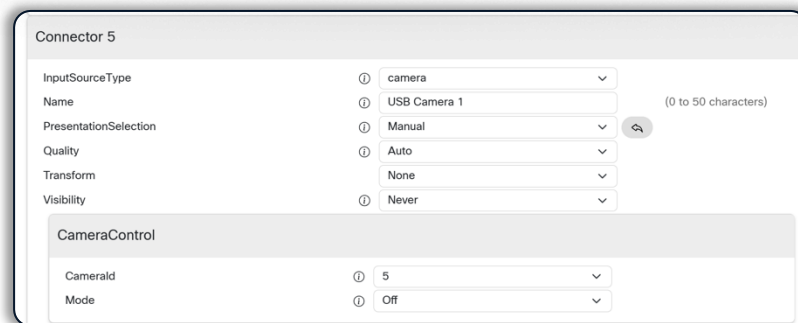 Connector 5
InputSourceType camera
Name USB Camera 1 (0 to 50 characters)
PresentationSelection Manual
Quality Auto
Transform None
Visibility Never
CameraControl
CameraId 5
Mode Off